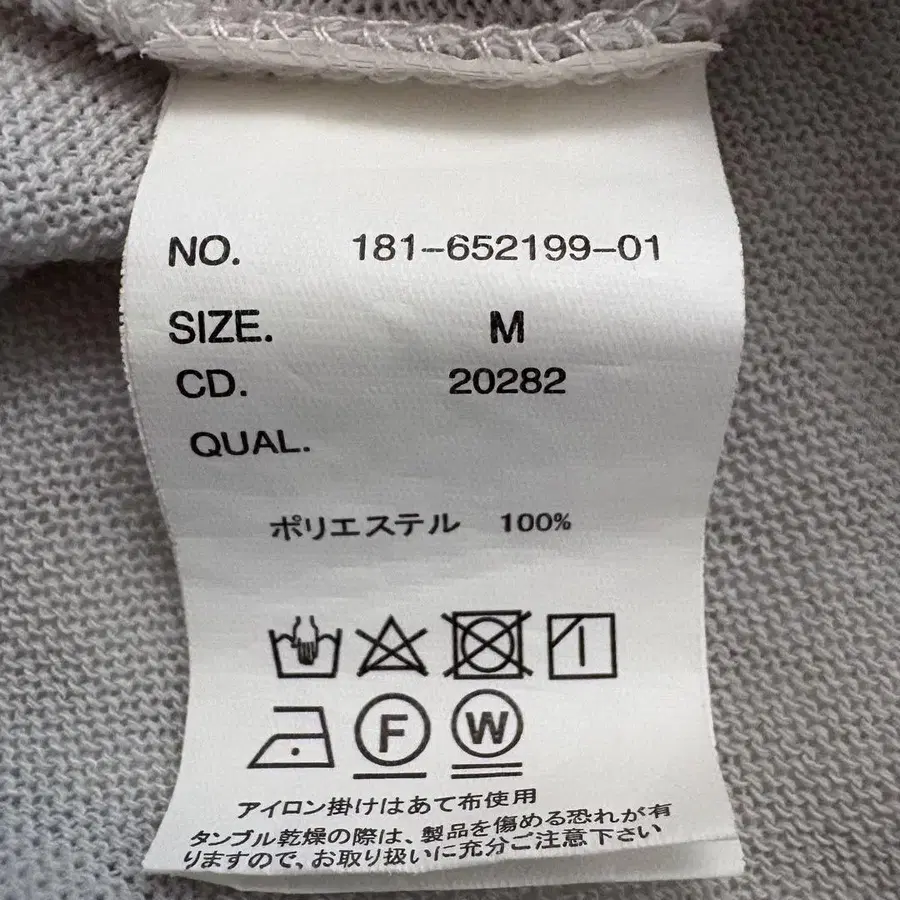 NO. 181-652199-01
SIZE. M
CD. 20282
QUAL.
ポリエステル 100%
F W
アイロン掛けはあて布使用
タンブル乾燥の際は、製品を傷める恐れが有
りますので、お取り扱いに充分ご注意下さい